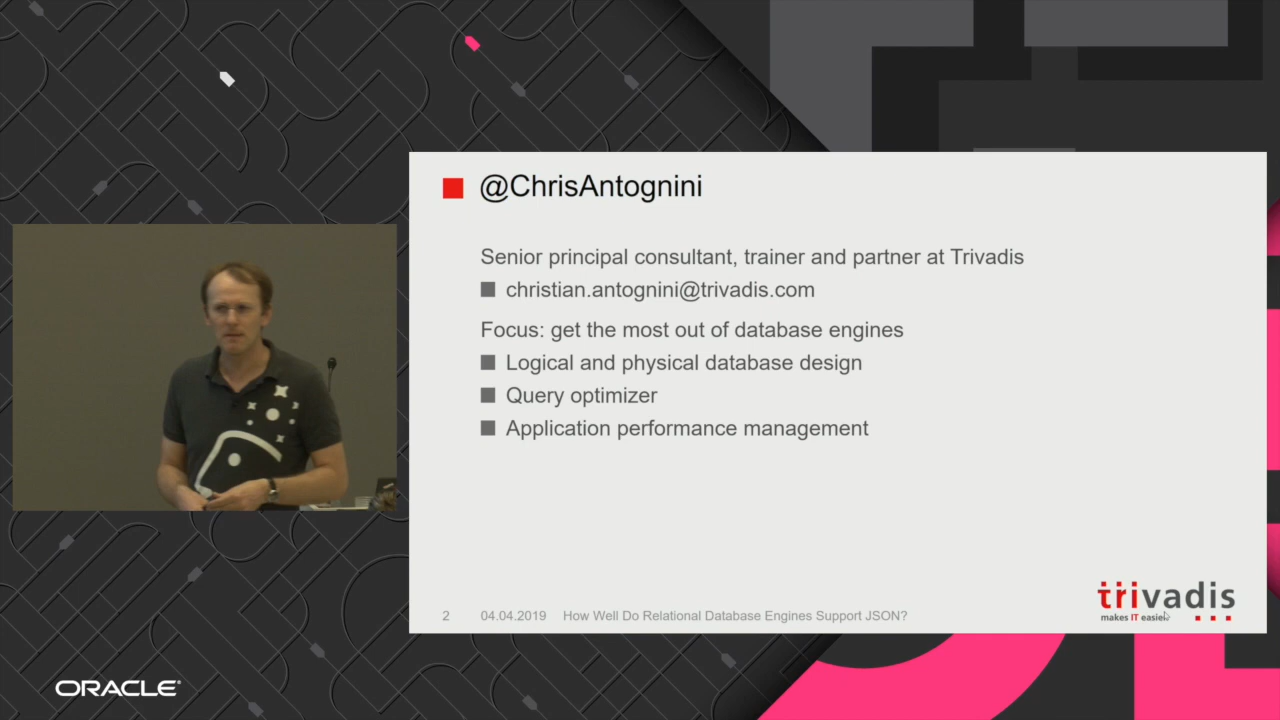 @ChrisAntognini
Senior principal consultant, trainer and partner at Trivadis
christian.antognini@trivadis.com
Focus: get the most out of database engines
Logical and physical database design
Query optimizer
Application performance management
2 04.04.2019 How Well Do Relational Database Engines Support JSON?
trivadis
makes IT easier.
ORACLE®